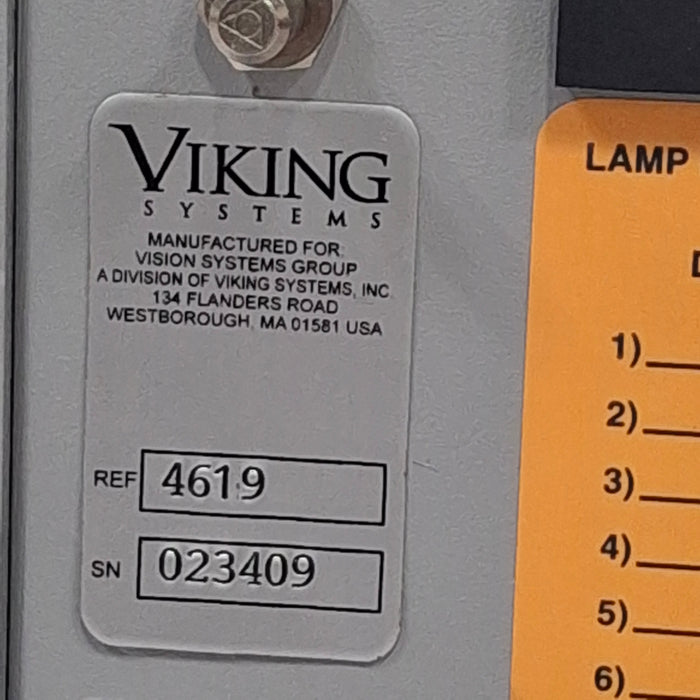 VIKING
SYSTEMS
MANUFACTURED FOR:
VISION SYSTEMS GROUP
A DIVISION OF VIKING SYSTEMS, INC.
134 FLANDERS ROAD
WESTBOROUGH, MA 01581 USA
REF 4619
SN 023409
LAMP
1)
2)
3)
4)
5)
6)